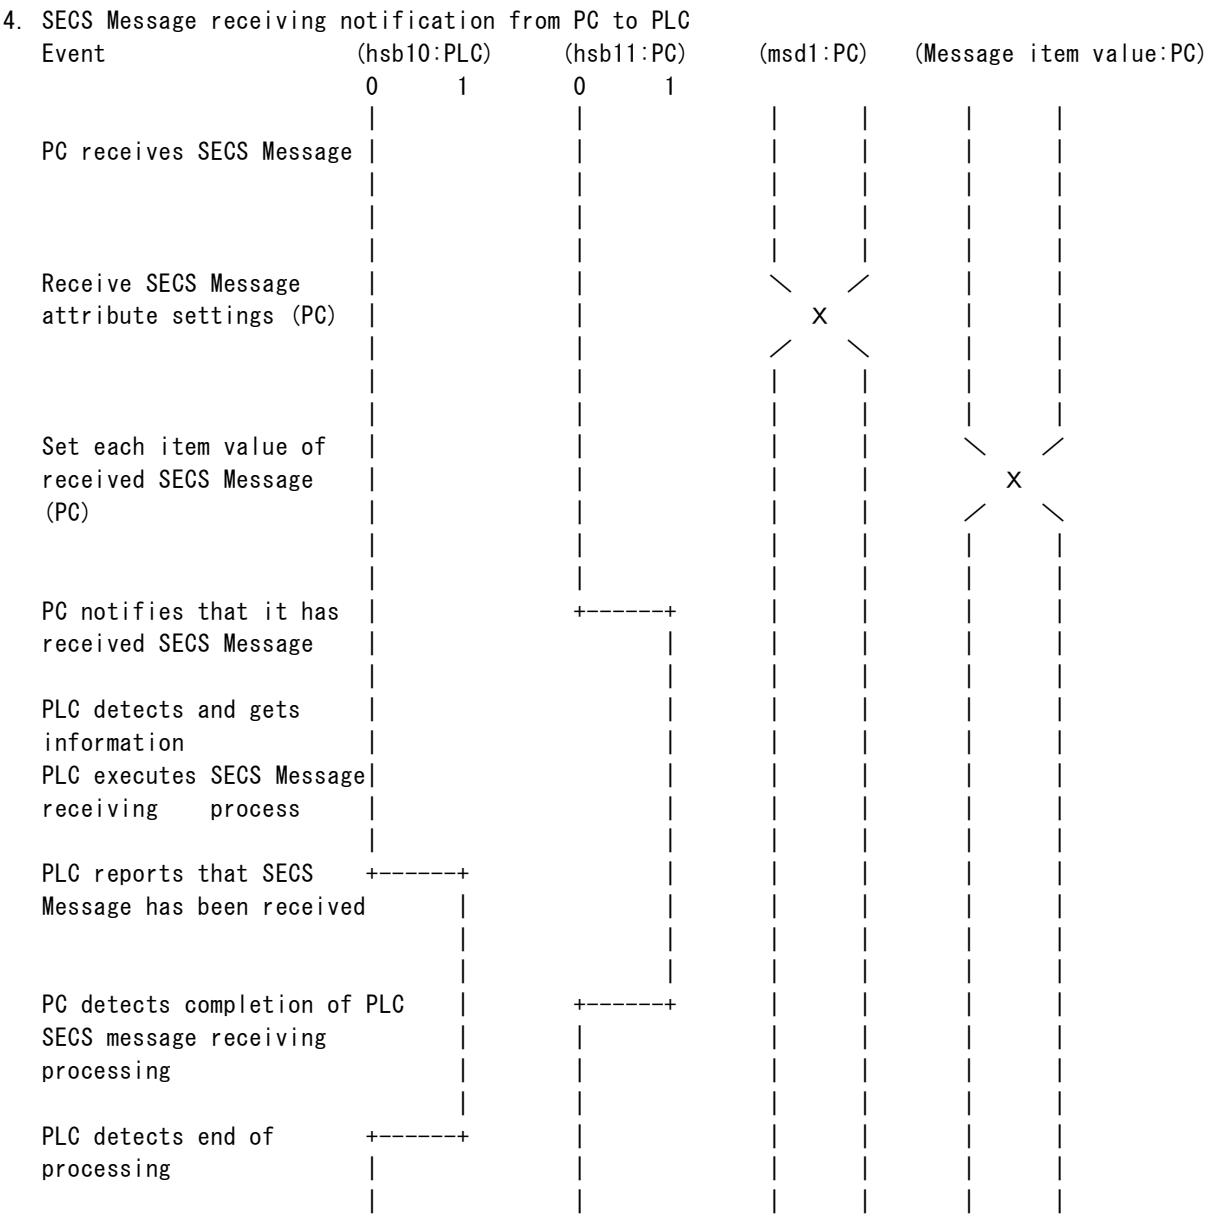 4. SECS Message receiving notification from PC to PLC
Event (hsb10:PLC) (hsb11:PC) (msd1:PC) (Message item value:PC)
0 1 0 1
PC receives SECS Message
Receive SECS Message
attribute settings (PC)
X
Set each item value of
received SECS Message
X
(PC)
PC notifies that it has
received SECS Message
PLC detects and gets
information
PLC executes SECS Message
receiving process
PLC reports that SECS
Message has been received
PC detects completion of PLC
SECS message receiving
processing
PLC detects end of
processing